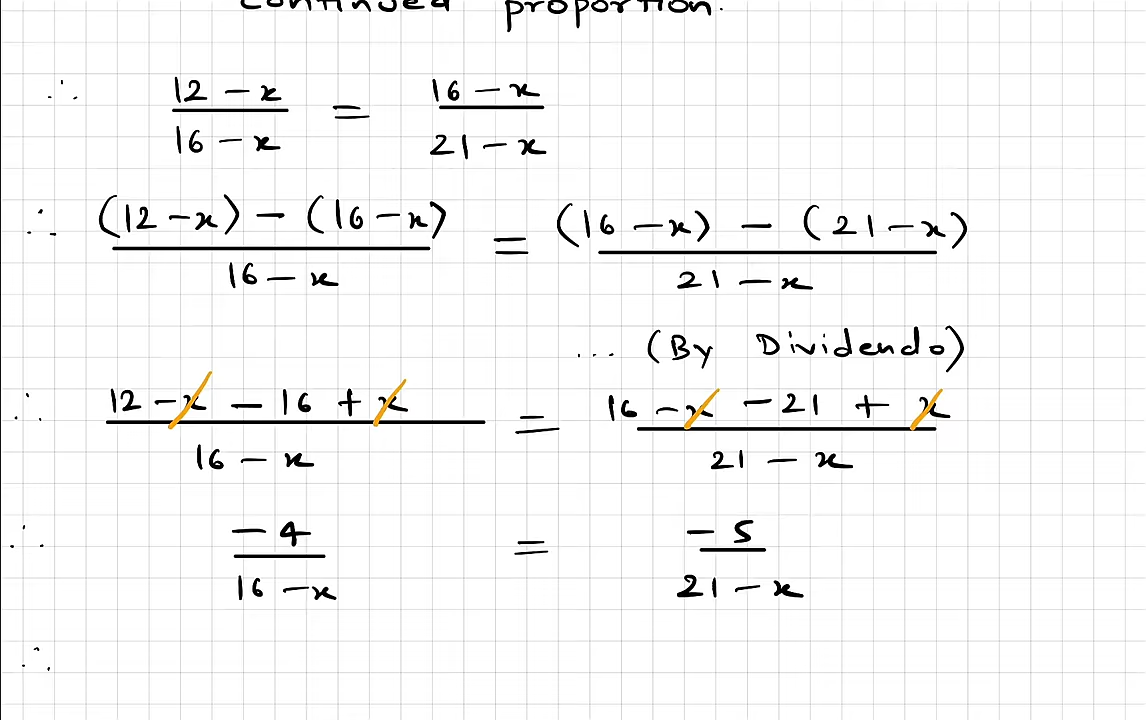 continued proportion.
∴ (12 - x)/(16 - x) = (16 - x)/(21 - x)
∴ ((12 - x) - (16 - x))/(16 - x) = ((16 - x) - (21 - x))/(21 - x)
... (By Dividendo)
∴ (12 - x - 16 + x)/(16 - x) = (16 - x - 21 + x)/(21 - x)
∴ (-4)/(16 - x) = (-5)/(21 - x)
∴